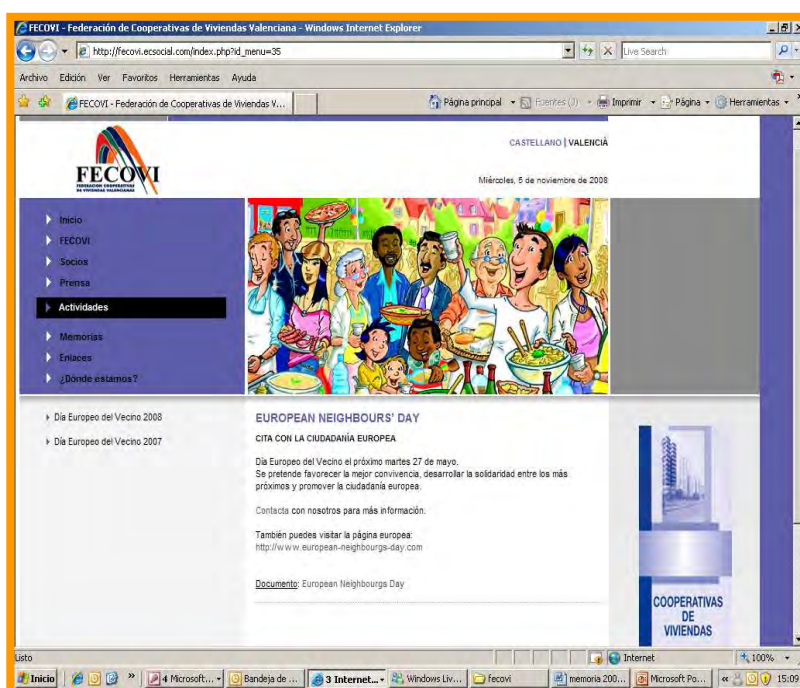 FECOVI - Federación de Cooperativas de Viviendas Valenciana - Windows Internet Explorer
http://fecovi.ecsocial.com/index.php?id_menu=35
Live Search
Archivo Edición Ver Favoritos Herramientas Ayuda
FECOVI - Federación de Cooperativas de Viviendas V...
Página principal
Fuentes (J)
Imprimir
Página
Herramientas
CASTELLANO | VALENCIÀ
FECOVI
FEDERACION COOPERATIVAS
DE VIVIENDAS VALENCIANAS
Miércoles, 5 de noviembre de 2008
Inicio
FECOVI
Socios
Prensa
Actividades
Memorias
Enlaces
¿Dónde estamos?
Día Europeo del Vecino 2008
Día Europeo del Vecino 2007
EUROPEAN NEIGHBOURS' DAY
CITA CON LA CIUDADANÍA EUROPEA
Día Europeo del Vecino el próximo martes 27 de mayo.
Se pretende favorecer la mejor convivencia, desarrollar la solidaridad entre los más
próximos y promover la ciudadanía europea.
Contacta con nosotros para más información.
También puedes visitar la página europea:
http://www.european-neighbourgs-day.com
Documento: European Neighbourgs Day
COOPERATIVAS
DE
VIVIENDAS
Listo
Internet
100%
Inicio
4 Microsoft...
Bandeja de ...
3 Internet...
Windows Liv...
fecovi
memoria 200...
Microsoft Po...
15:09